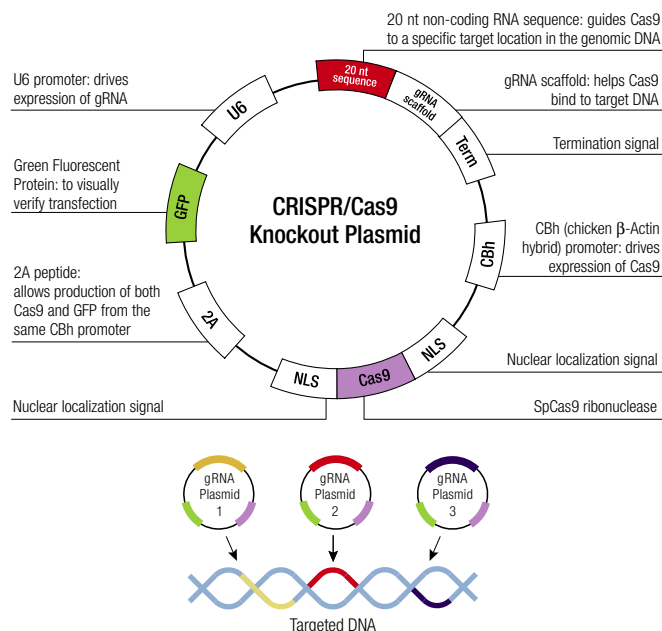 20 nt non-coding RNA sequence: guides Cas9
to a specific target location in the genomic DNA
U6 promoter: drives
expression of gRNA
20 nt
sequence
gRNA
scaffold
gRNA scaffold: helps Cas9
bind to target DNA
U6
Term
Termination signal
Green Fluorescent
Protein: to visually
verify transfection
GFP
CRISPR/Cas9
Knockout Plasmid
CBh
CBh (chicken β-Actin
hybrid) promoter: drives
expression of Cas9
2A peptide:
allows production of both
Cas9 and GFP from the
same CBh promoter
2A
NLS
Cas9
NLS
Nuclear localization signal
Nuclear localization signal
SpCas9 ribonuclease
gRNA
Plasmid
1
gRNA
Plasmid
2
gRNA
Plasmid
3
Targeted DNA